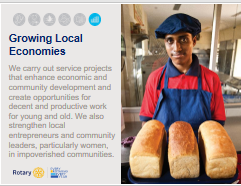 Growing Local
Economies
We carry out service projects
that enhance economic and
community development and
create opportunities for
decent and productive work
for young and old. We also
strengthen local
entrepreneurs and community
leaders, particularly women,
in impoverished communities.
Rotary